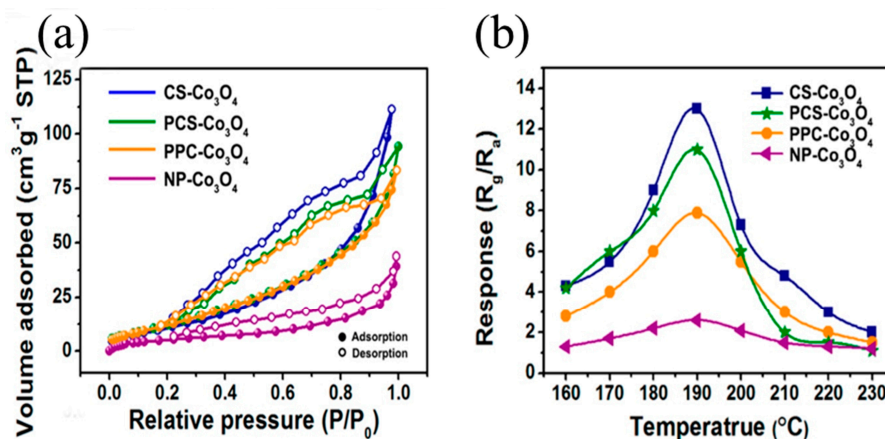 (a)
Volume adsorbed (cm³g⁻¹ STP)
125
100
75
50
25
0
CS-Co₃O₄
PCS-Co₃O₄
PPC-Co₃O₄
NP-Co₃O₄
Adsorption
Desorption
0.0 0.2 0.4 0.6 0.8 1.0
Relative pressure (P/P₀)
(b)
Response (R₉/Rₐ)
14
12
10
8
6
4
2
0
CS-Co₃O₄
PCS-Co₃O₄
PPC-Co₃O₄
NP-Co₃O₄
160 170 180 190 200 210 220 230
Temperatrue (°C)